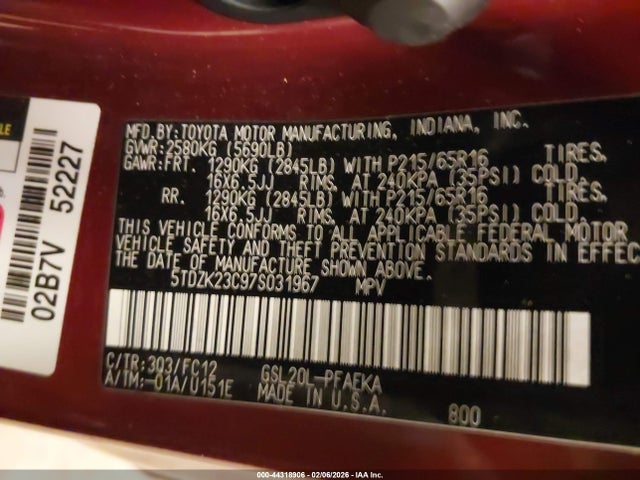 MFD.BY:TOYOTA MOTOR MANUFACTURING, INDIANA, INC.
GVWR:2580KG (5690LB)
GAWR:FRT. 1290KG (2845LB) WITH P215/65R16 TIRES.
16X6.5JJ RIMS. AT 240KPA (35PSI) COLD.
RR. 1290KG (2845LB) WITH P215/65R16 TIRES.
16X6.5JJ RIMS. AT 240KPA (35PSI) COLD.
THIS VEHICLE CONFORMS TO ALL APPLICABLE FEDERAL MOTOR
VEHICLE SAFETY AND THEFT PREVENTION STANDARDS IN EFFEC
THE DATE OF MANUFACTURE SHOWN ABOVE.
5TDZK23C97S031967 MPV
C/TR:3Q3/FC12 GSL20L-PFAEKA
A/TM:-01A/U151E MADE IN U.S.A. 800
02B7V 52227
000-44318906 - 02/06/2026 - IAA Inc.